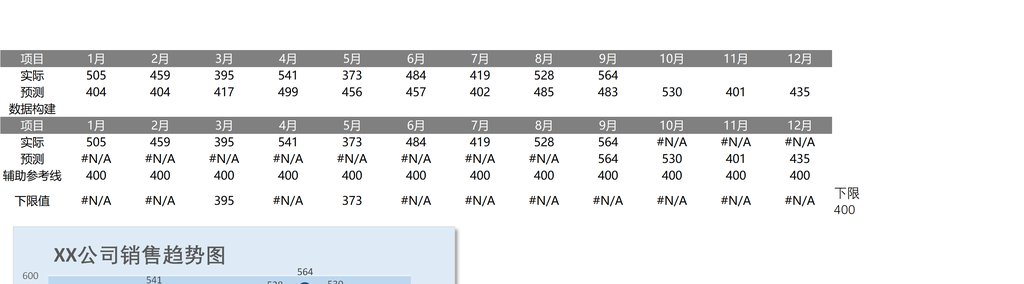 项目 1月 2月 3月 4月 5月 6月 7月 8月 9月 10月 11月 12月
实际 505 459 395 541 373 484 419 528 564
预测 404 404 417 499 456 457 402 485 483 530 401 435
数据构建
项目 1月 2月 3月 4月 5月 6月 7月 8月 9月 10月 11月 12月
实际 505 459 395 541 373 484 419 528 564 #N/A #N/A #N/A
预测 #N/A #N/A #N/A #N/A #N/A #N/A #N/A #N/A 564 530 401 435
辅助参考线 400 400 400 400 400 400 400 400 400 400 400 400
下限值 #N/A #N/A 395 #N/A 373 #N/A #N/A #N/A #N/A #N/A #N/A #N/A
下限
400
XX公司销售趋势图
564
600
541